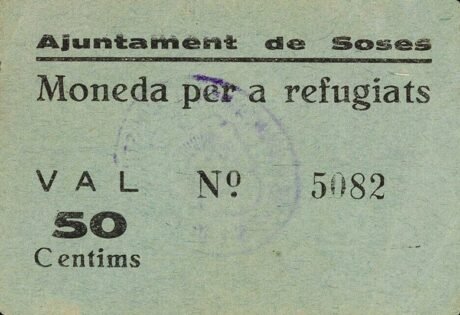 Ajuntament de Soses
Moneda per a refugiats
VAL Nº 5082
50
Centims